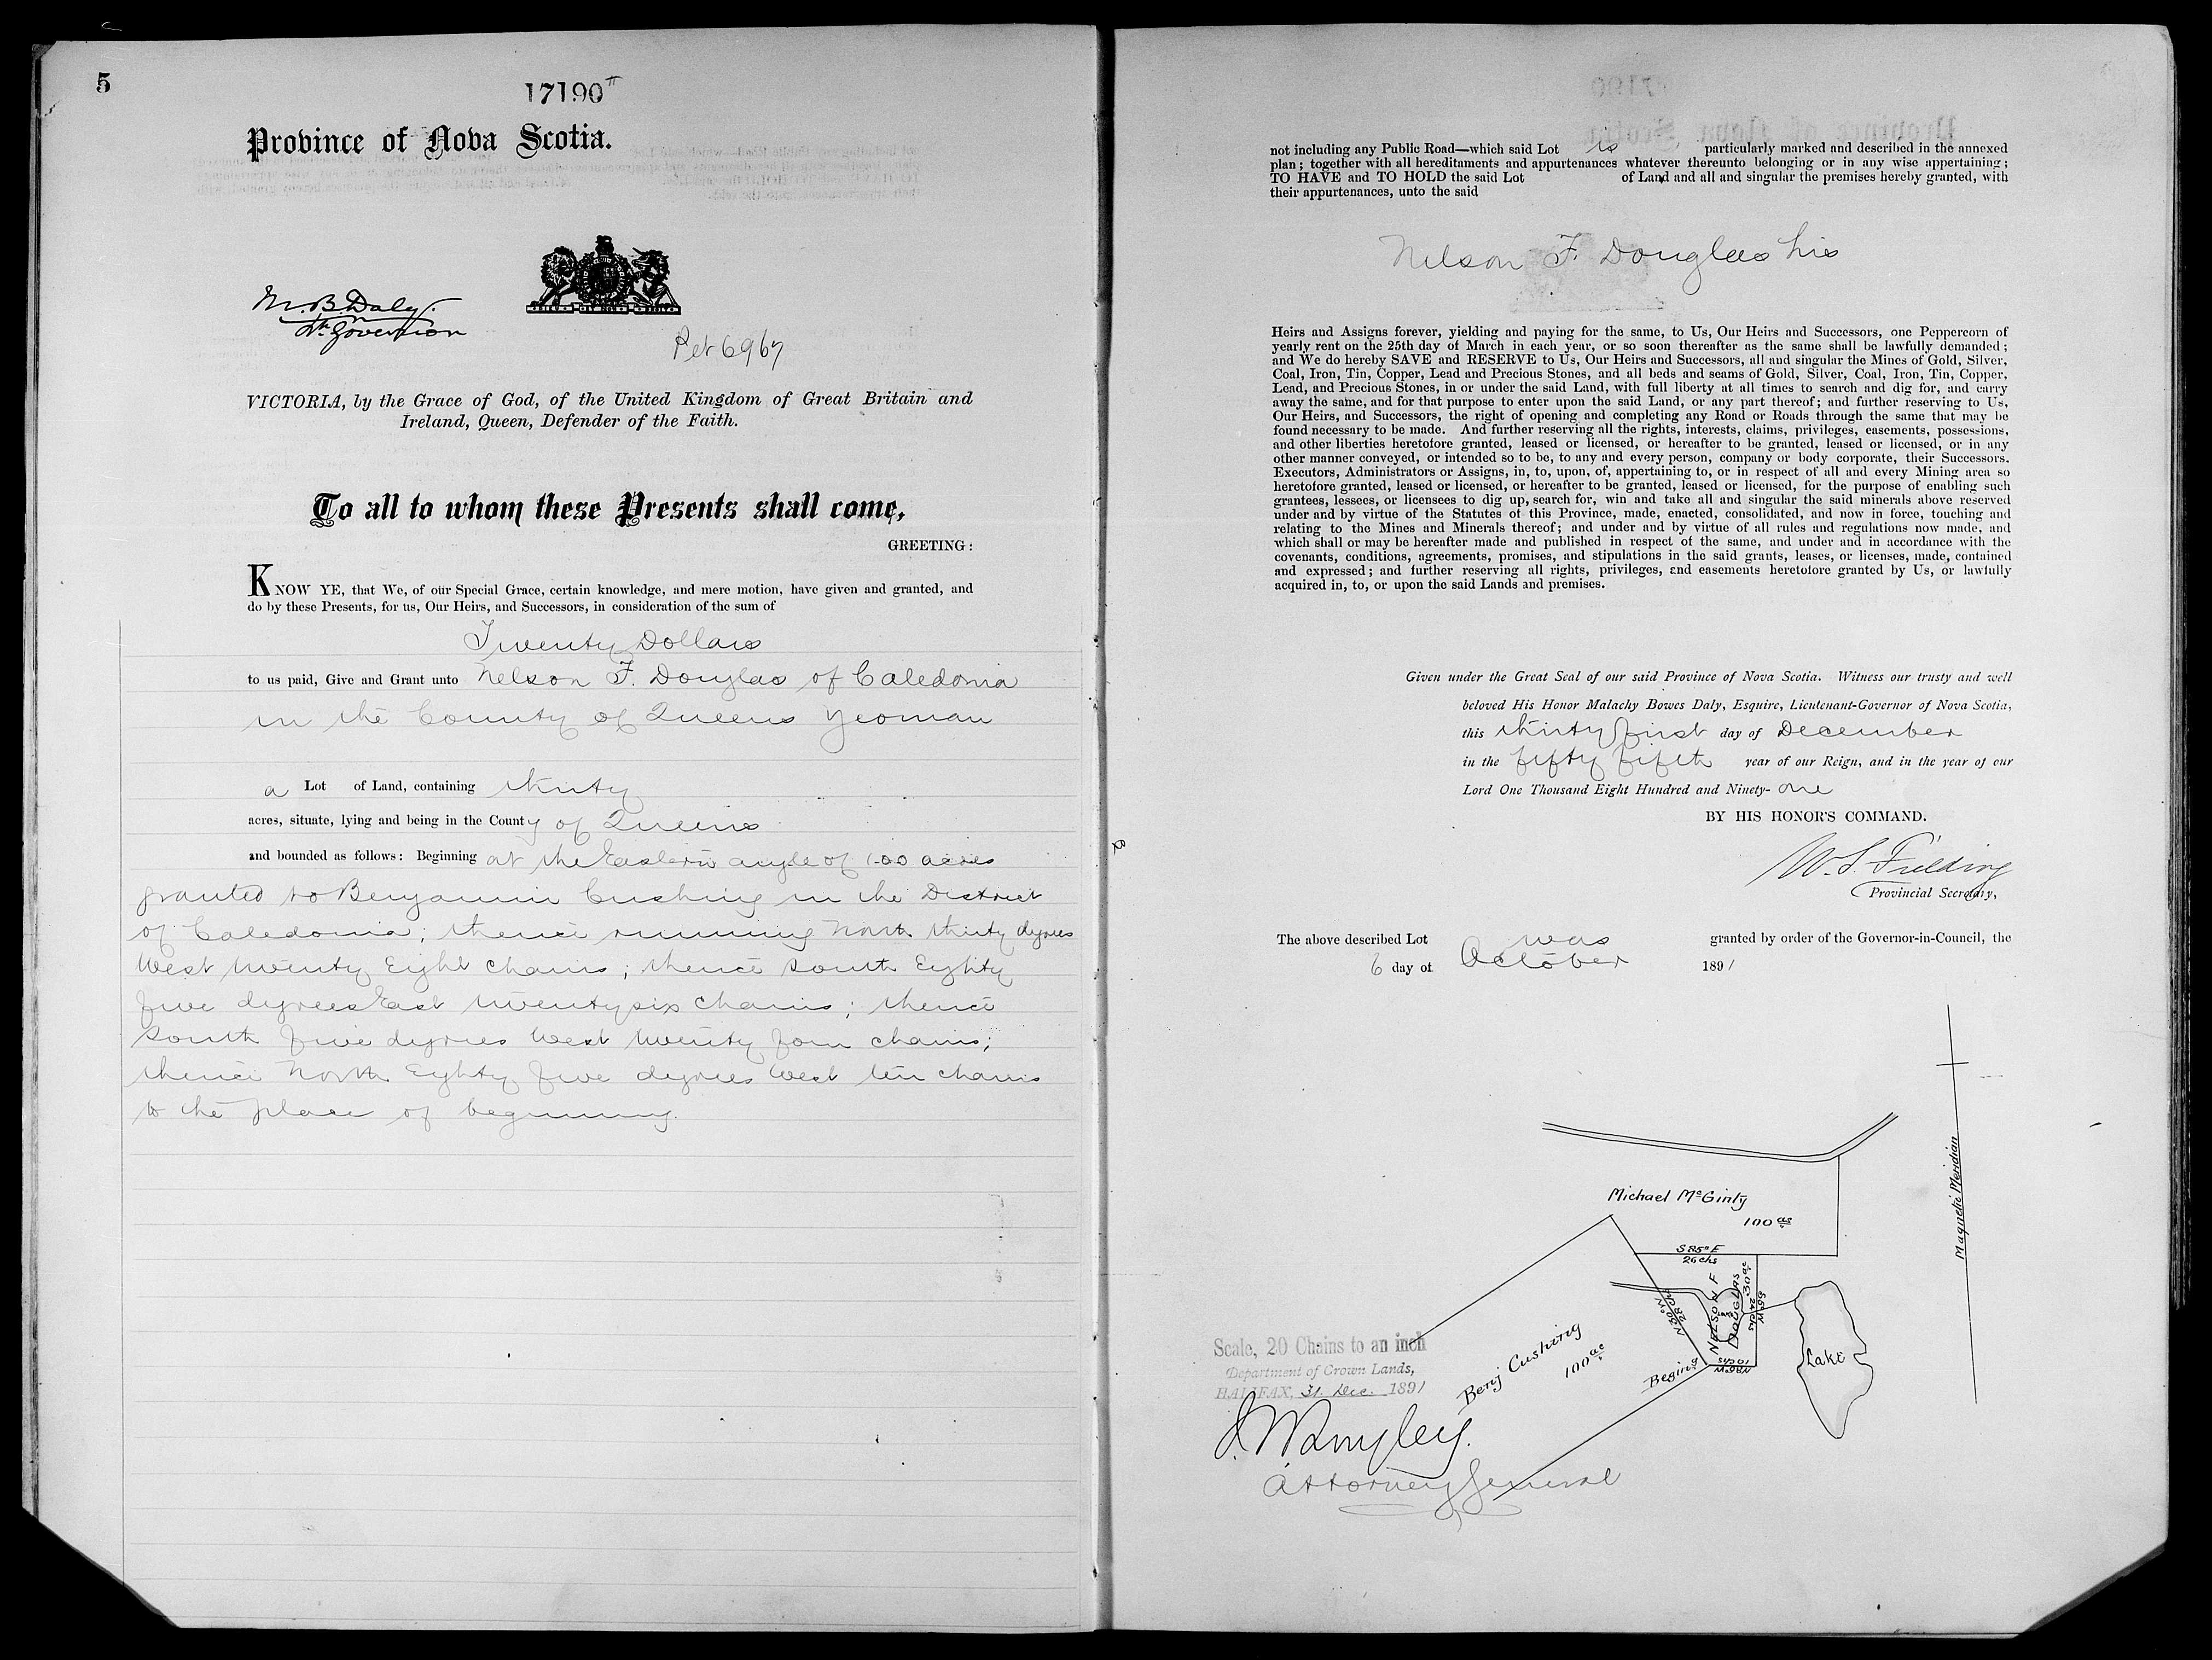 5
17190
Province of Nova Scotia.
M. B. Daly
Lt. Governor
Pet 6967
VICTORIA, by the Grace of God, of the United Kingdom of Great Britain and
Ireland, Queen, Defender of the Faith.
To all to whom these Presents shall come,
GREETING:
KNOW YE, that We, of our Special Grace, certain knowledge, and mere motion, have given and granted, and
do by these Presents, for us, Our Heirs, and Successors, in consideration of the sum of
Twenty Dollars
to us paid, Give and Grant unto Nelson F. Douglas of Caledonia
in the County of Queens Yeoman
a Lot of Land, containing thirty
acres, situate, lying and being in the County of Queens
and bounded as follows: Beginning at the Eastern angle of 100 acres
granted to Benjamin Cushing in the District
of Caledonia; thence running North thirty degrees
West twenty Eight chains; thence South Eighty
five degrees East twenty six chains; thence
South five degrees West twenty four chains;
thence North Eighty five degrees West ten chains
to the place of beginning.
not including any Public Road—which said Lot is particularly marked and described in the annexed
plan; together with all hereditaments and appurtenances whatever thereunto belonging or in any wise appertaining;
TO HAVE and TO HOLD the said Lot of Land and all and singular the premises hereby granted, with
their appurtenances, unto the said
Nelson F. Douglas his
Heirs and Assigns forever, yielding and paying for the same, to Us, Our Heirs and Successors, one Peppercorn of
yearly rent on the 25th day of March in each year, or so soon thereafter as the same shall be lawfully demanded;
and We do hereby SAVE and RESERVE to Us, Our Heirs and Successors, all and singular the Mines of Gold, Silver,
Coal, Iron, Tin, Copper, Lead and Precious Stones, and all beds and seams of Gold, Silver, Coal, Iron, Tin, Copper,
Lead, and Precious Stones, in or under the said Land, with full liberty at all times to search and dig for, and carry
away the same, and for that purpose to enter upon the said Land, or any part thereof; and further reserving to Us,
Our Heirs, and Successors, the right of opening and completing any Road or Roads through the same that may be
found necessary to be made. And further reserving all the rights, interests, claims, privileges, easements, possessions,
and other liberties heretofore granted, leased or licensed, or hereafter to be granted, leased or licensed, or in any
other manner conveyed, or intended so to be, to any and every person, company or body corporate, their Successors,
Executors, Administrators or Assigns, in, to, upon, of, appertaining to, or in respect of all and every Mining area so
heretofore granted, leased or licensed, or hereafter to be granted, leased or licensed, for the purpose of enabling such
grantees, lessees, or licensees to dig up, search for, win and take all and singular the said minerals above reserved
under and by virtue of the Statutes of this Province, made, enacted, consolidated, and now in force, touching and
relating to the Mines and Minerals thereof; and under and by virtue of all rules and regulations now made, and
which shall or may be hereafter made and published in respect of the same, and under and in accordance with the
covenants, conditions, agreements, promises, and stipulations in the said grants, leases, or licenses, made, contained
and expressed; and further reserving all rights, privileges, and easements heretofore granted by Us, or lawfully
acquired in, to, or upon the said Lands and premises.
Given under the Great Seal of our said Province of Nova Scotia. Witness our trusty and well
beloved His Honor Malachy Bowes Daly, Esquire, Lieutenant-Governor of Nova Scotia,
this thirty first day of December
in the fifty fifth year of our Reign, and in the year of our
Lord One Thousand Eight Hundred and Ninety-one
BY HIS HONOR'S COMMAND.
W. S. Fielding
Provincial Secretary,
The above described Lot was granted by order of the Governor-in-Council, the
6 day of October 1891
Magnetic Meridian
Michael McGinty
100 as
S 85° E
26 chs
N 30° W
28 chs
NELSON F
DOUGLAS
30 ac
S 5° W
24 chs
N 85° W
10 chs
Begin'g
Lake
Benj Cushing
100 ac
Scale, 20 Chains to an inch
Department of Crown Lands,
HALIFAX, 31 Dec. 1891
J. W. Longley.
Attorney General